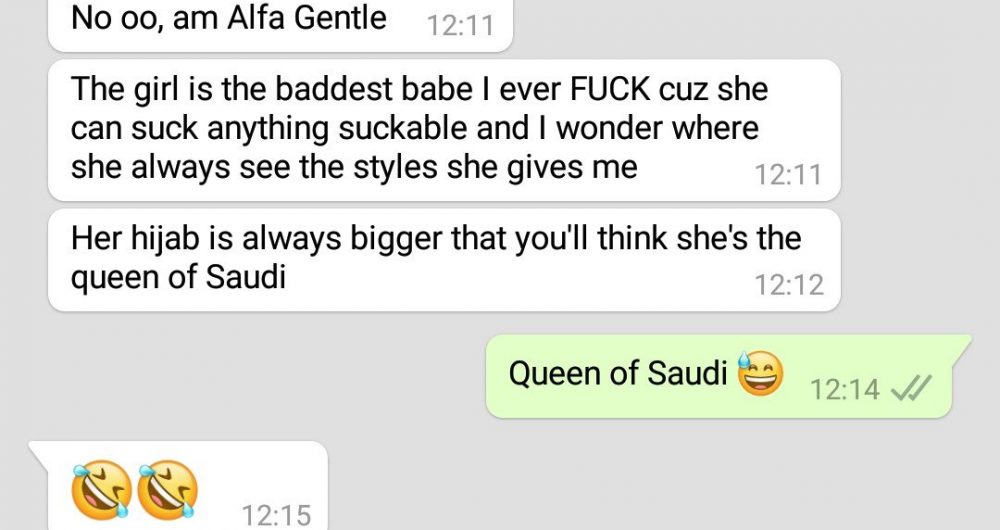 No oo, am Alfa Gentle 12:11
The girl is the baddest babe I ever FUCK cuz she
can suck anything suckable and I wonder where
she always see the styles she gives me 12:11
Her hijab is always bigger that you'll think she's the
queen of Saudi 12:12
Queen of Saudi 😅 12:14
🤣🤣 12:15